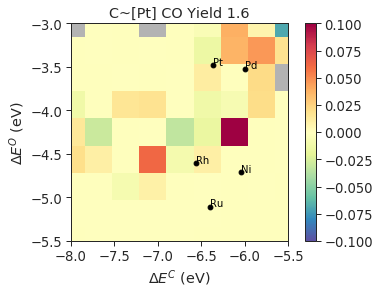 C~[Pt] CO Yield 1.6
ΔE^O (eV)
−3.0
−3.5
−4.0
−4.5
−5.0
−5.5
Pt
Pd
Rh
Ni
Ru
−8.0 −7.5 −7.0 −6.5 −6.0 −5.5
ΔE^C (eV)
0.100
0.075
0.050
0.025
0.000
−0.025
−0.050
−0.075
−0.100